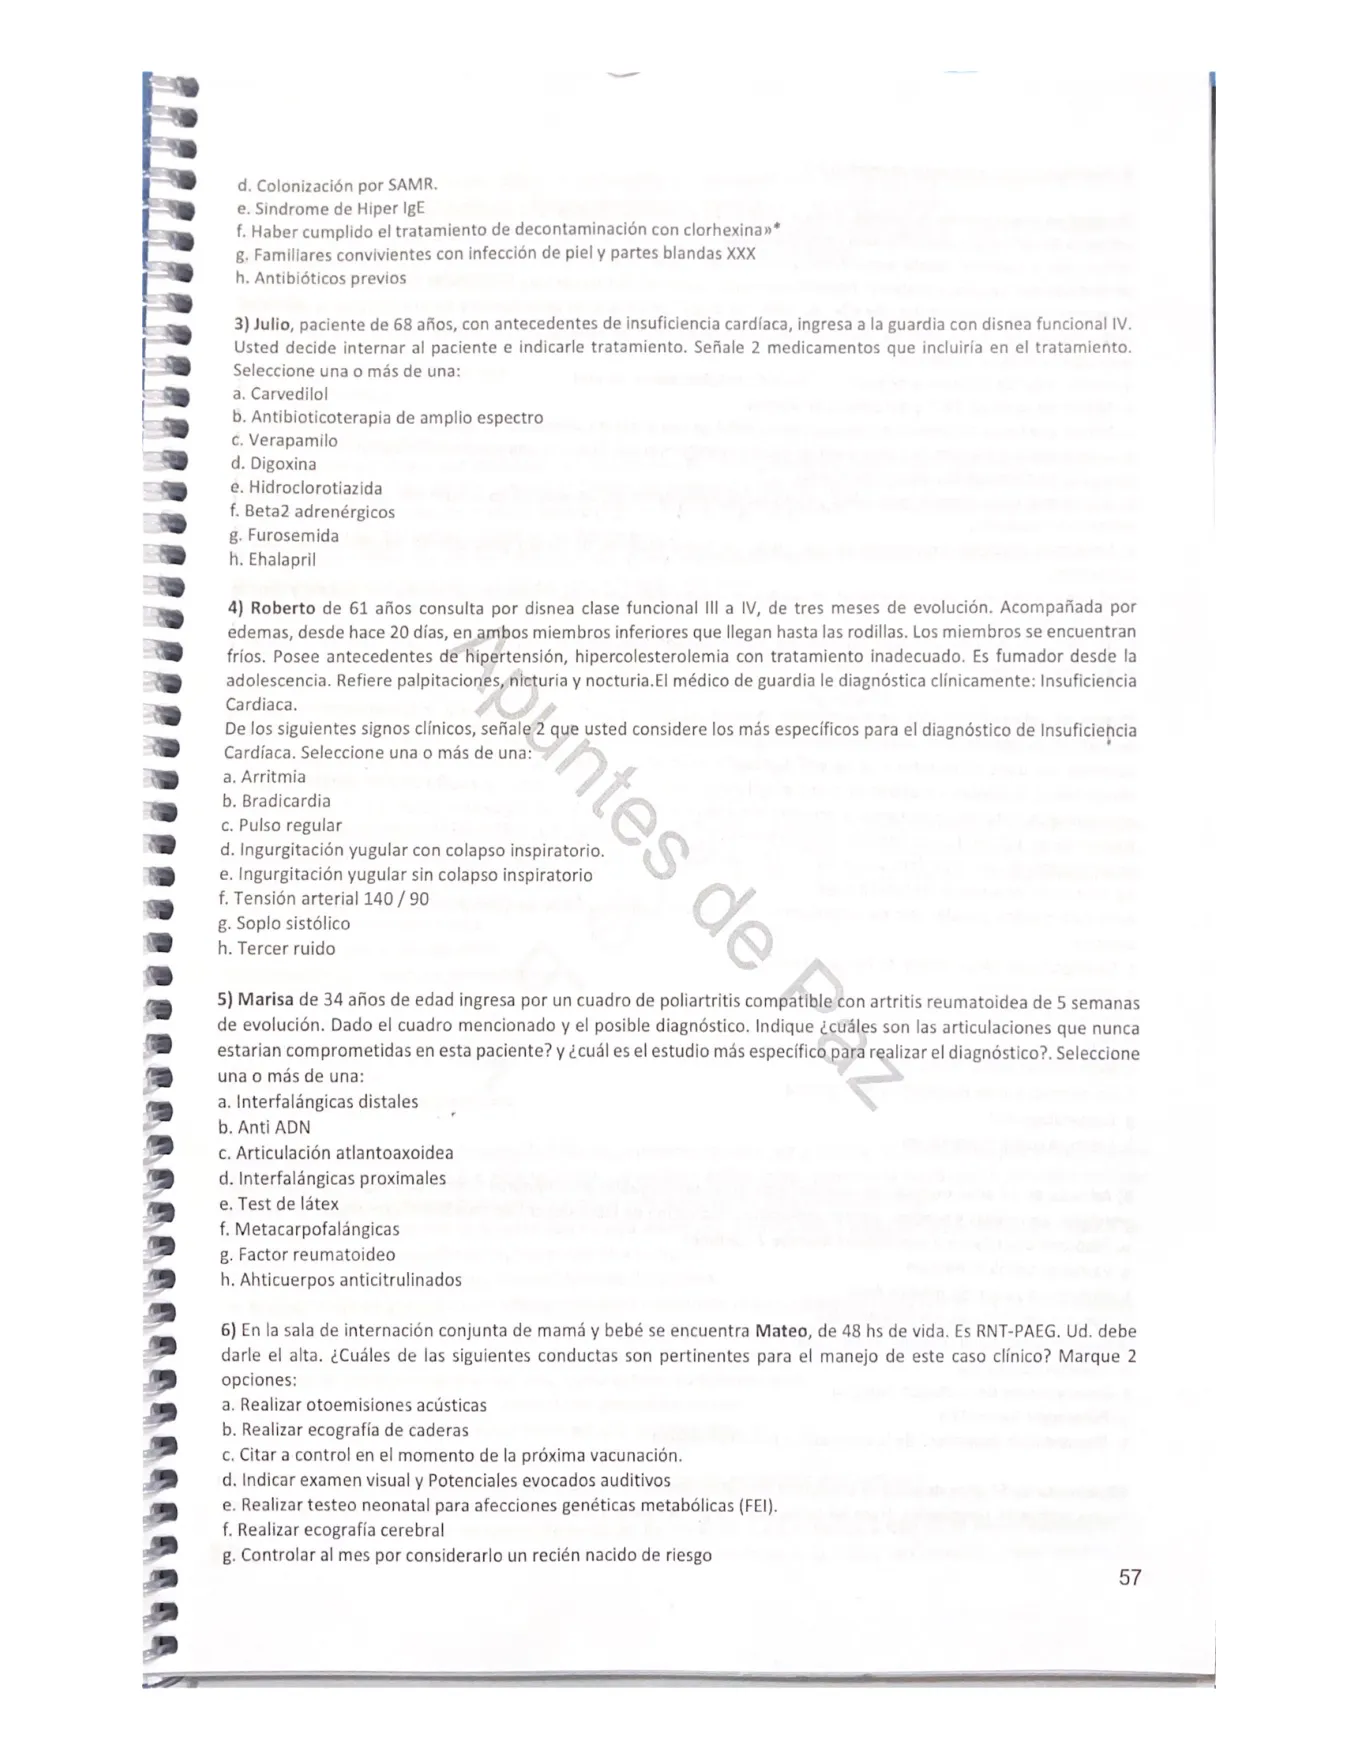 d. Colonización por SAMR.
e. Sindrome de Hiper IgE
f. Haber cumplido el tratamiento de decontaminación con clorhexina»*
g. Familiares convivientes con infección de piel y partes blandas XXX
h. Antibióticos previos
3) Julio, paciente de 68 años, con antecedentes de insuficiencia cardíaca, ingresa a la guardia con disnea funcional IV.
Usted decide internar al paciente e indicarle tratamiento. Señale 2 medicamentos que incluiría en el tratamiento.
Seleccione una o más de una:
a. Carvedilol
b. Antibioticoterapia de amplio espectro
c. Verapamilo
d. Digoxina
e. Hidroclorotiazida
f. Beta2 adrenérgicos
g. Furosemida
h. Ehalapril
4) Roberto de 61 años consulta por disnea clase funcional III a IV, de tres meses de evolución. Acompañada por
edemas, desde hace 20 días, en ambos miembros inferiores que llegan hasta las rodillas. Los miembros se encuentran
fríos. Posee antecedentes de hipertensión, hipercolesterolemia con tratamiento inadecuado. Es fumador desde la
adolescencia. Refiere palpitaciones, nicturia y nocturia.El médico de guardia le diagnóstica clínicamente: Insuficiencia
Cardiaca.
De los siguientes signos clínicos, señale 2 que usted considere los más específicos para el diagnóstico de Insuficiencia
Cardíaca. Seleccione una o más de una:
a. Arritmia
b. Bradicardia
c. Pulso regular
d. Ingurgitación yugular con colapso inspiratorio.
e. Ingurgitación yugular sin colapso inspiratorio
f. Tensión arterial 140 / 90
g. Soplo sistólico
h. Tercer ruido
Apuntes de Paz
5) Marisa de 34 años de edad ingresa por un cuadro de poliartritis compatible con artritis reumatoidea de 5 semanas
de evolución. Dado el cuadro mencionado y el posible diagnóstico. Indique ¿cuáles son las articulaciones que nunca
estarian comprometidas en esta paciente? y ¿cuál es el estudio más específico para realizar el diagnóstico?. Seleccione
una o más de una:
a. Interfalángicas distales
b. Anti ADN
c. Articulación atlantoaxoidea
d. Interfalángicas proximales
e. Test de látex
f. Metacarpofalángicas
g. Factor reumatoideo
h. Ahticuerpos anticitrulinados
6) En la sala de internación conjunta de mamá y bebé se encuentra Mateo, de 48 hs de vida. Es RNT-PAEG. Ud. debe
darle el alta. ¿Cuáles de las siguientes conductas son pertinentes para el manejo de este caso clínico? Marque 2
opciones:
a. Realizar otoemisiones acústicas
b. Realizar ecografía de caderas
c. Citar a control en el momento de la próxima vacunación.
d. Indicar examen visual y Potenciales evocados auditivos
e. Realizar testeo neonatal para afecciones genéticas metabólicas (FEI).
f. Realizar ecografía cerebral
g. Controlar al mes por considerarlo un recién nacido de riesgo
57